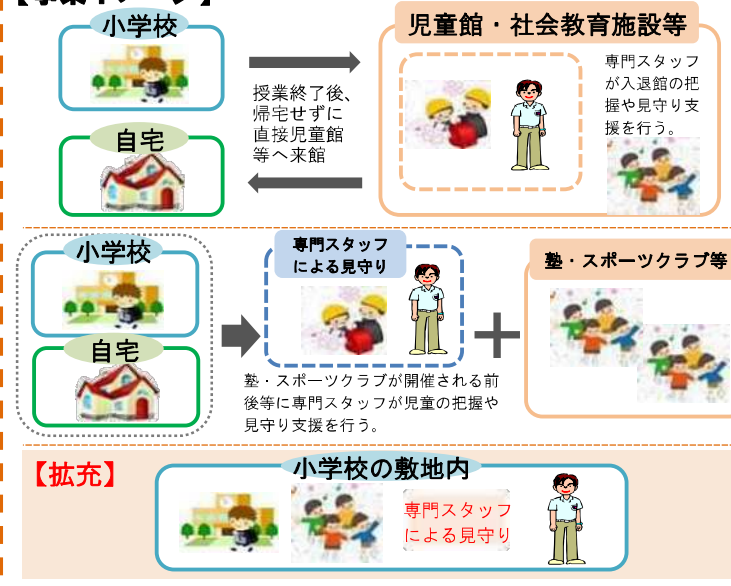 小学校
児童館・社会教育施設等
専門スタッフ
が入退館の把
握や見守り支
援を行う。
授業終了後、
帰宅せずに
直接児童館
等へ来館
自宅
小学校
自宅
専門スタッフ
による見守り
塾・スポーツクラブ等
塾・スポーツクラブが開催される前
後等に専門スタッフが児童の把握や
見守り支援を行う。
【拡充】
小学校の敷地内
専門スタッフ
による見守り